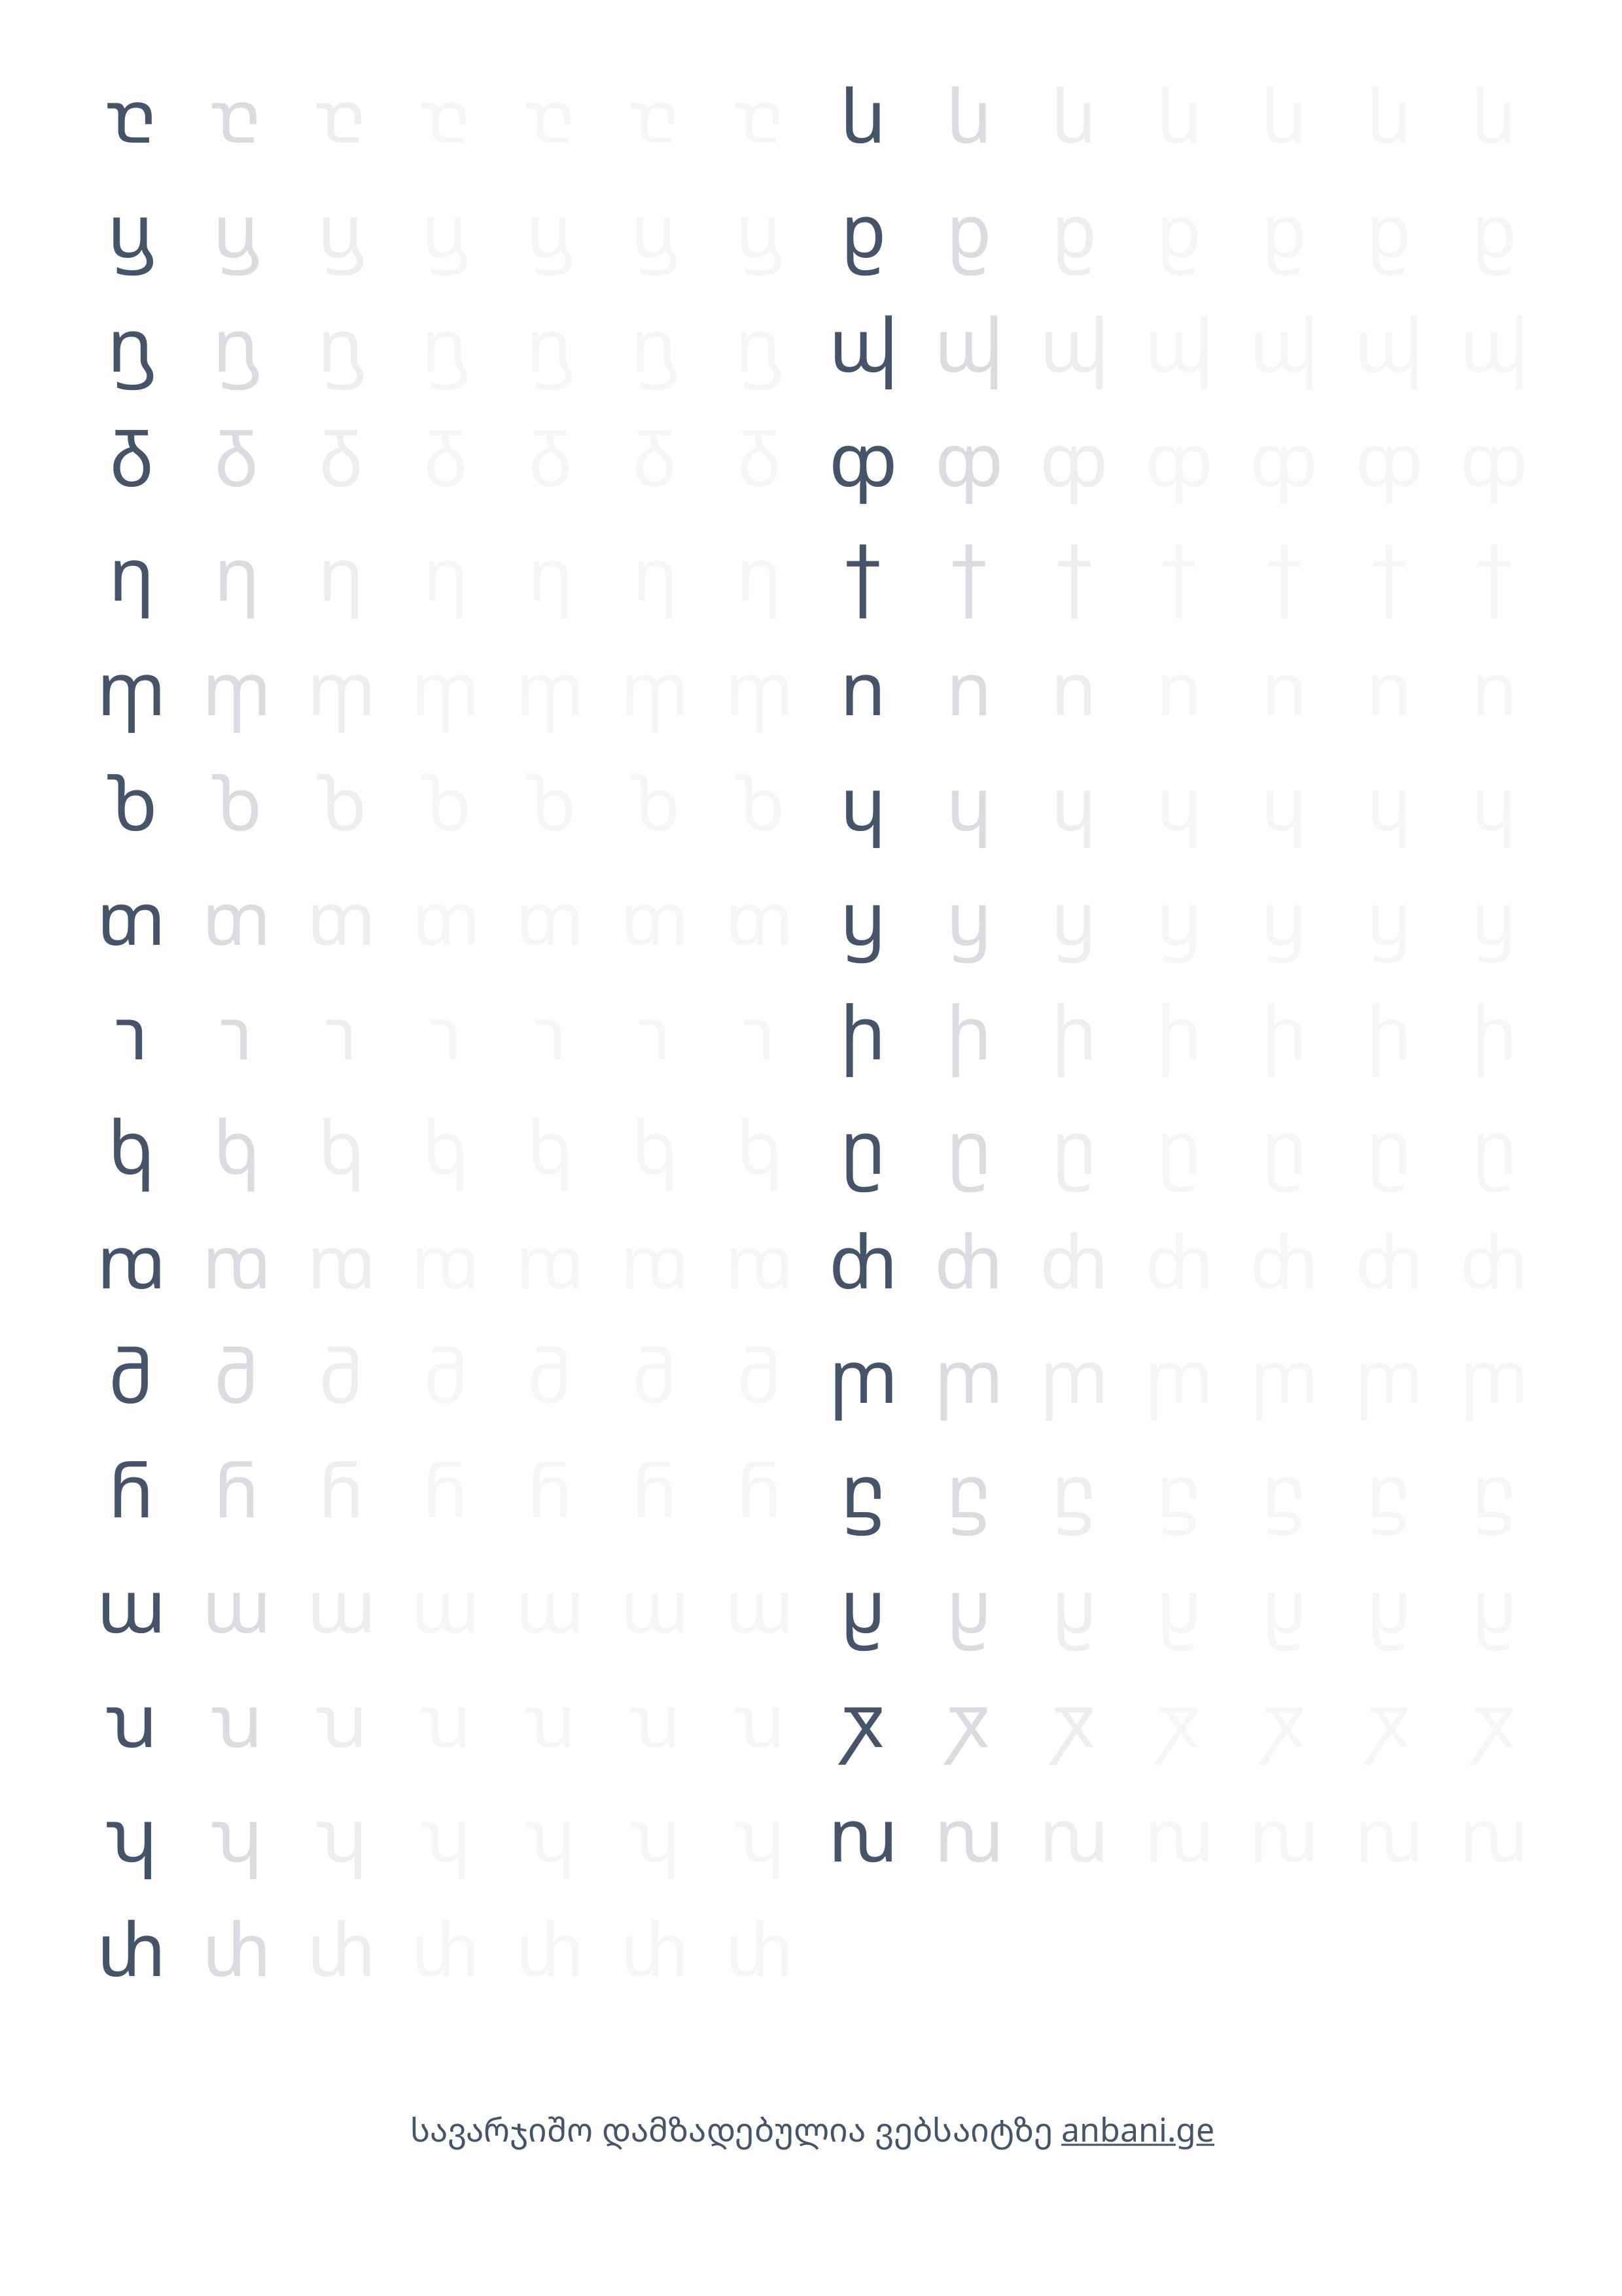 ⴀ ⴀ ⴀ ⴀ ⴀ ⴀ ⴀ ⴑ ⴑ ⴑ ⴑ ⴑ ⴑ ⴑ
ⴁ ⴁ ⴁ ⴁ ⴁ ⴁ ⴁ ⴒ ⴒ ⴒ ⴒ ⴒ ⴒ ⴒ
ⴂ ⴂ ⴂ ⴂ ⴂ ⴂ ⴂ ⴓ ⴓ ⴓ ⴓ ⴓ ⴓ ⴓ
ⴃ ⴃ ⴃ ⴃ ⴃ ⴃ ⴃ ⴔ ⴔ ⴔ ⴔ ⴔ ⴔ ⴔ
ⴄ ⴄ ⴄ ⴄ ⴄ ⴄ ⴄ ⴕ ⴕ ⴕ ⴕ ⴕ ⴕ ⴕ
ⴅ ⴅ ⴅ ⴅ ⴅ ⴅ ⴅ ⴖ ⴖ ⴖ ⴖ ⴖ ⴖ ⴖ
ⴆ ⴆ ⴆ ⴆ ⴆ ⴆ ⴆ ⴗ ⴗ ⴗ ⴗ ⴗ ⴗ ⴗ
ⴇ ⴇ ⴇ ⴇ ⴇ ⴇ ⴇ ⴘ ⴘ ⴘ ⴘ ⴘ ⴘ ⴘ
ⴈ ⴈ ⴈ ⴈ ⴈ ⴈ ⴈ ⴙ ⴙ ⴙ ⴙ ⴙ ⴙ ⴙ
ⴉ ⴉ ⴉ ⴉ ⴉ ⴉ ⴉ ⴚ ⴚ ⴚ ⴚ ⴚ ⴚ ⴚ
ⴊ ⴊ ⴊ ⴊ ⴊ ⴊ ⴊ ⴛ ⴛ ⴛ ⴛ ⴛ ⴛ ⴛ
ⴋ ⴋ ⴋ ⴋ ⴋ ⴋ ⴋ ⴜ ⴜ ⴜ ⴜ ⴜ ⴜ ⴜ
ⴌ ⴌ ⴌ ⴌ ⴌ ⴌ ⴌ ⴝ ⴝ ⴝ ⴝ ⴝ ⴝ ⴝ
ⴍ ⴍ ⴍ ⴍ ⴍ ⴍ ⴍ ⴞ ⴞ ⴞ ⴞ ⴞ ⴞ ⴞ
ⴎ ⴎ ⴎ ⴎ ⴎ ⴎ ⴎ ⴟ ⴟ ⴟ ⴟ ⴟ ⴟ ⴟ
ⴏ ⴏ ⴏ ⴏ ⴏ ⴏ ⴏ ⴠ ⴠ ⴠ ⴠ ⴠ ⴠ ⴠ
ⴐ ⴐ ⴐ ⴐ ⴐ ⴐ ⴐ
სავარჯიშო დამზადებულია ვებსაიტზე anbani.ge